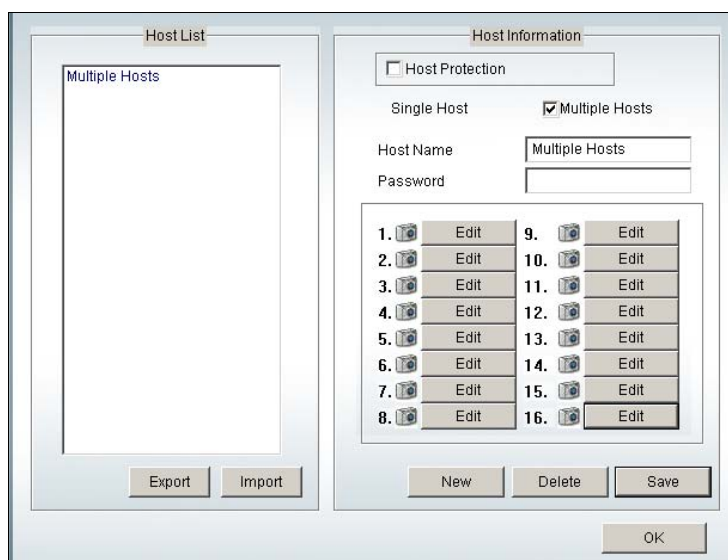 Host List
Multiple Hosts
Export Import
Host Information
Host Protection
Single Host Multiple Hosts
Host Name Multiple Hosts
Password
1. Edit 9. Edit
2. Edit 10. Edit
3. Edit 11. Edit
4. Edit 12. Edit
5. Edit 13. Edit
6. Edit 14. Edit
7. Edit 15. Edit
8. Edit 16. Edit
New Delete Save
OK